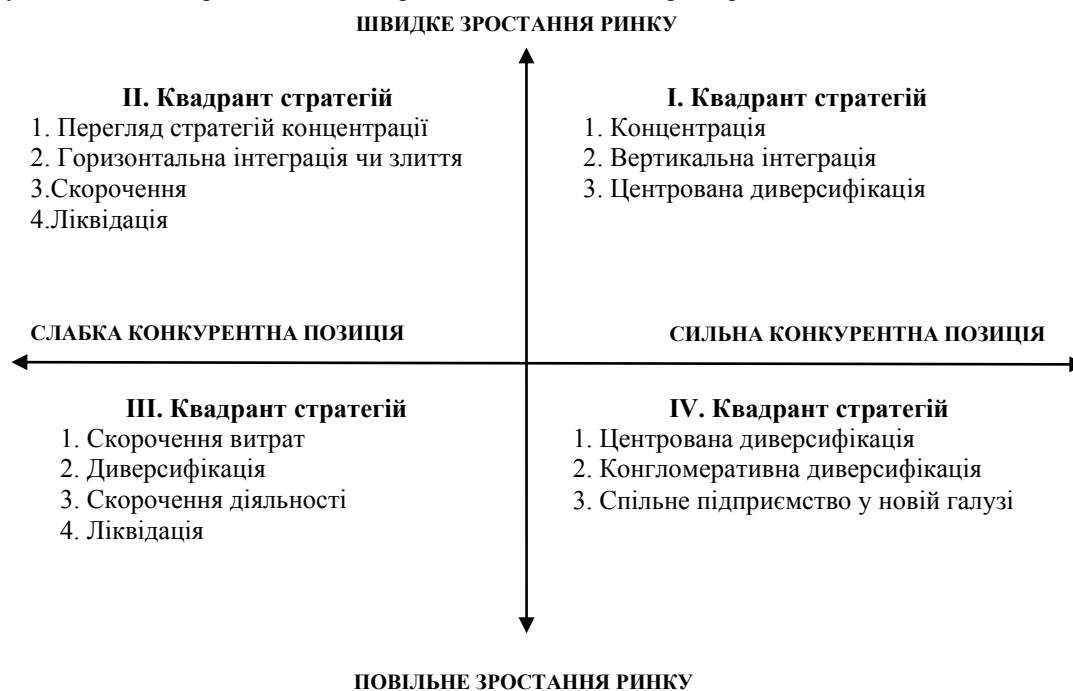 ШВИДКЕ ЗРОСТАННЯ РИНКУ
II. Квадрант стратегій
1. Перегляд стратегій концентрації
2. Горизонтальна інтеграція чи злиття
3.Скорочення
4.Ліквідація
I. Квадрант стратегій
1. Концентрація
2. Вертикальна інтеграція
3. Центрована диверсифікація
СЛАБКА КОНКУРЕНТНА ПОЗИЦІЯ
СИЛЬНА КОНКУРЕНТНА ПОЗИЦІЯ
III. Квадрант стратегій
1. Скорочення витрат
2. Диверсифікація
3. Скорочення діяльності
4. Ліквідація
IV. Квадрант стратегій
1. Центрована диверсифікація
2. Конгломеративна диверсифікація
3. Спільне підприємство у новій галузі
ПОВІЛЬНЕ ЗРОСТАННЯ РИНКУ